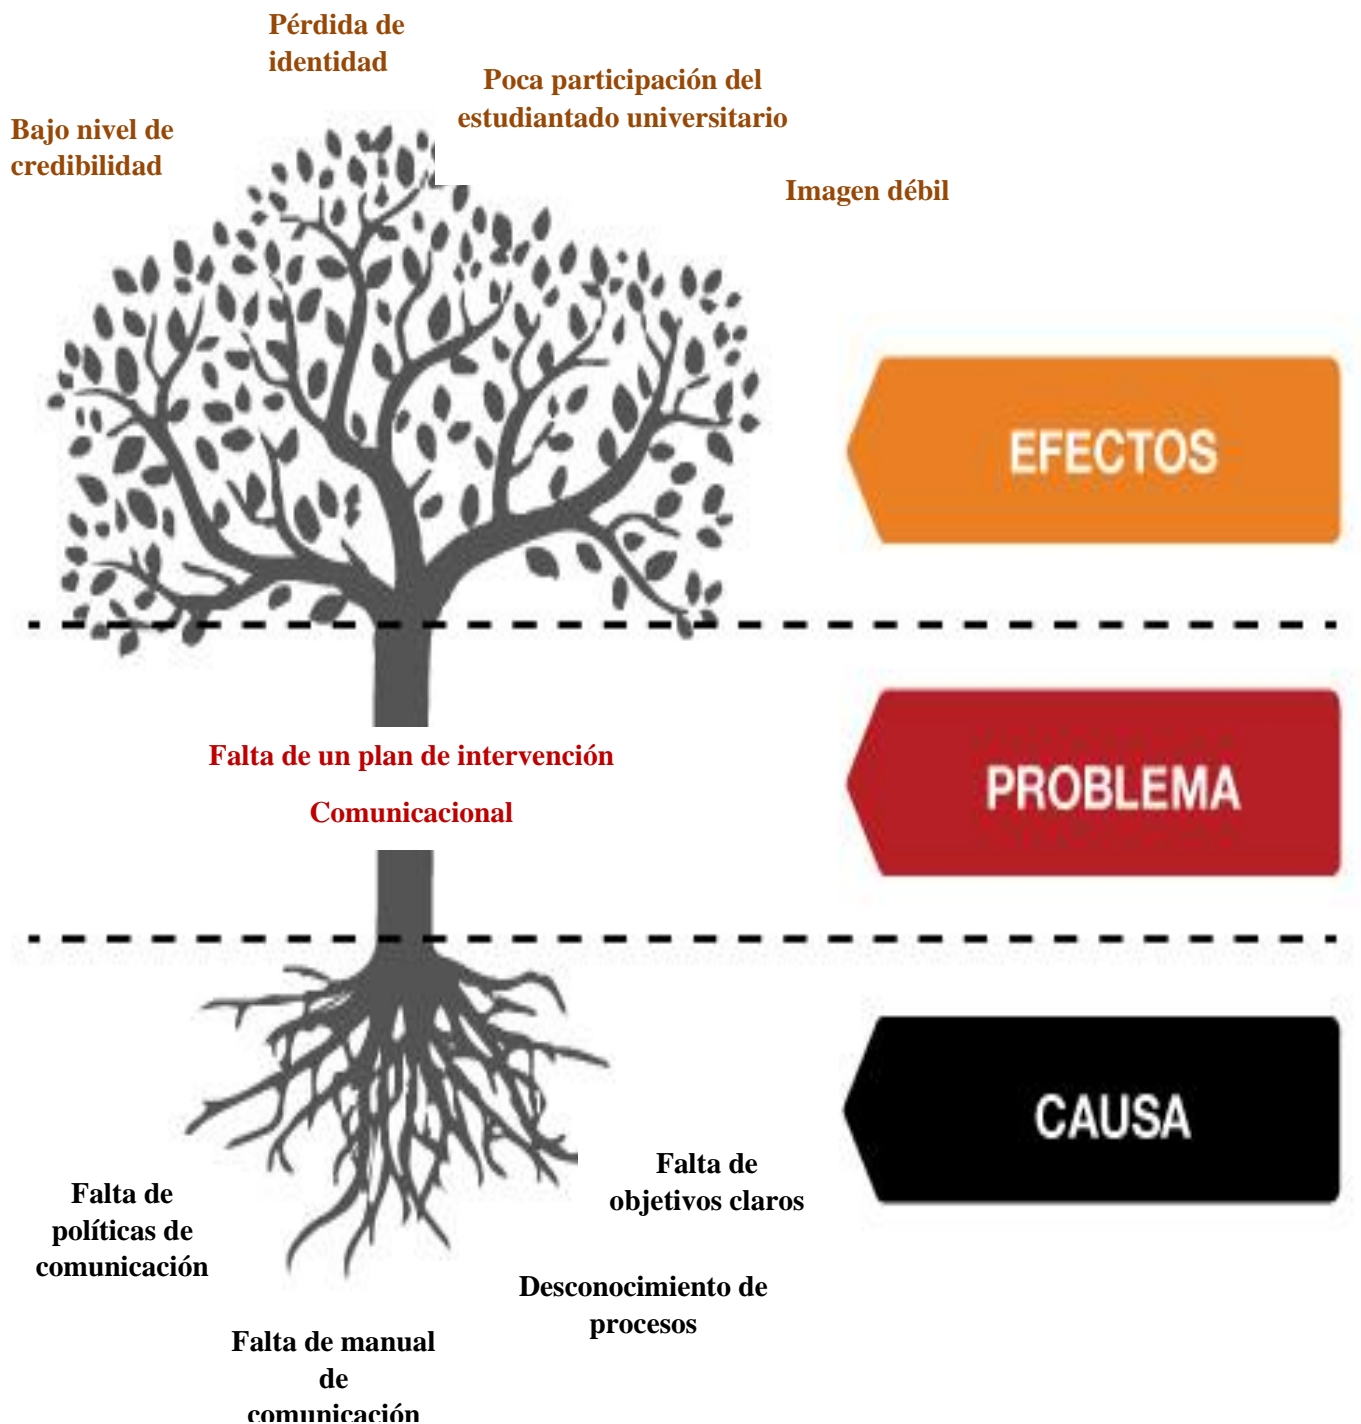 Pérdida de
identidad
Poca participación del
estudiantado universitario
Bajo nivel de
credibilidad
Imagen débil
EFECTOS
Falta de un plan de intervención
Comunicacional
PROBLEMA
CAUSA
Falta de
objetivos claros
Falta de
políticas de
comunicación
Desconocimiento de
procesos
Falta de manual
de
comunicación